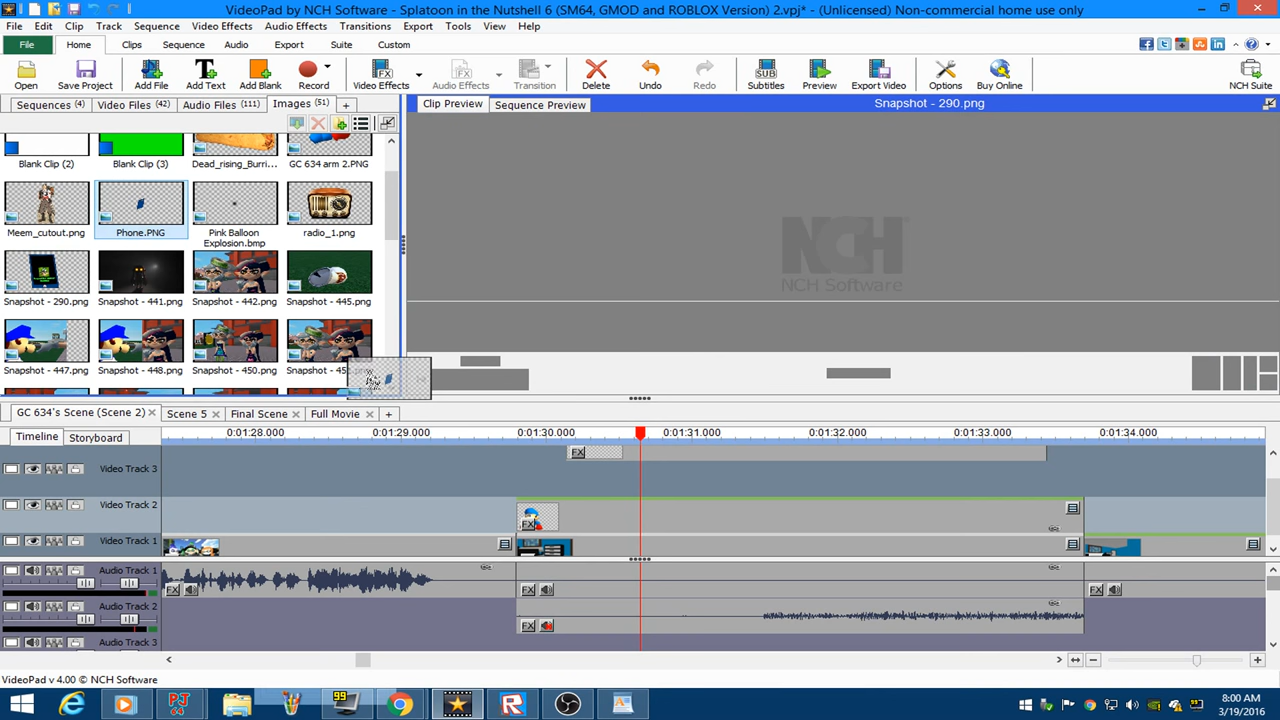 VideoPad by NCH Software - Splatoon in the Nutshell 6 (SM64, GMOD and ROBLOX Version) 2.vpj* - (Unlicensed) Non-commercial home use only
File Edit Clip Track Sequence Video Effects Audio Effects Transitions Export Tools View Help
File Home Clips Sequence Audio Export Suite Custom
Open Save Project Add File Add Text Add Blank Record Video Effects Audio Effects Transition Delete Undo Redo Subtitles Preview Export Video Options Buy Online NCH Suite
Sequences (4) Video Files (42) Audio Files (111) Images (51) +
Clip Preview Sequence Preview
Snapshot - 290.png
Blank Clip (2) Blank Clip (3) Dead_rising_Burri... GC 634 arm 2.PNG
Meem_cutout.png Phone.PNG Pink Balloon Explosion.bmp radio_1.png
Snapshot - 290.png Snapshot - 441.png Snapshot - 442.png Snapshot - 445.png
Snapshot - 447.png Snapshot - 448.png Snapshot - 450.png
NCH
NCH Software
GC 634's Scene (Scene 2) Scene 5 Final Scene Full Movie +
Timeline Storyboard
0:01:28.000 0:01:29.000 0:01:30.000 0:01:31.000 0:01:32.000 0:01:33.000 0:01:34.000
Video Track 3 FX
Video Track 2 FX
Video Track 1
Audio Track 1 FX FX FX
Audio Track 2 FX
Audio Track 3
VideoPad v 4.00 © NCH Software
PJ
64
99
99
8:00 AM
3/19/2016